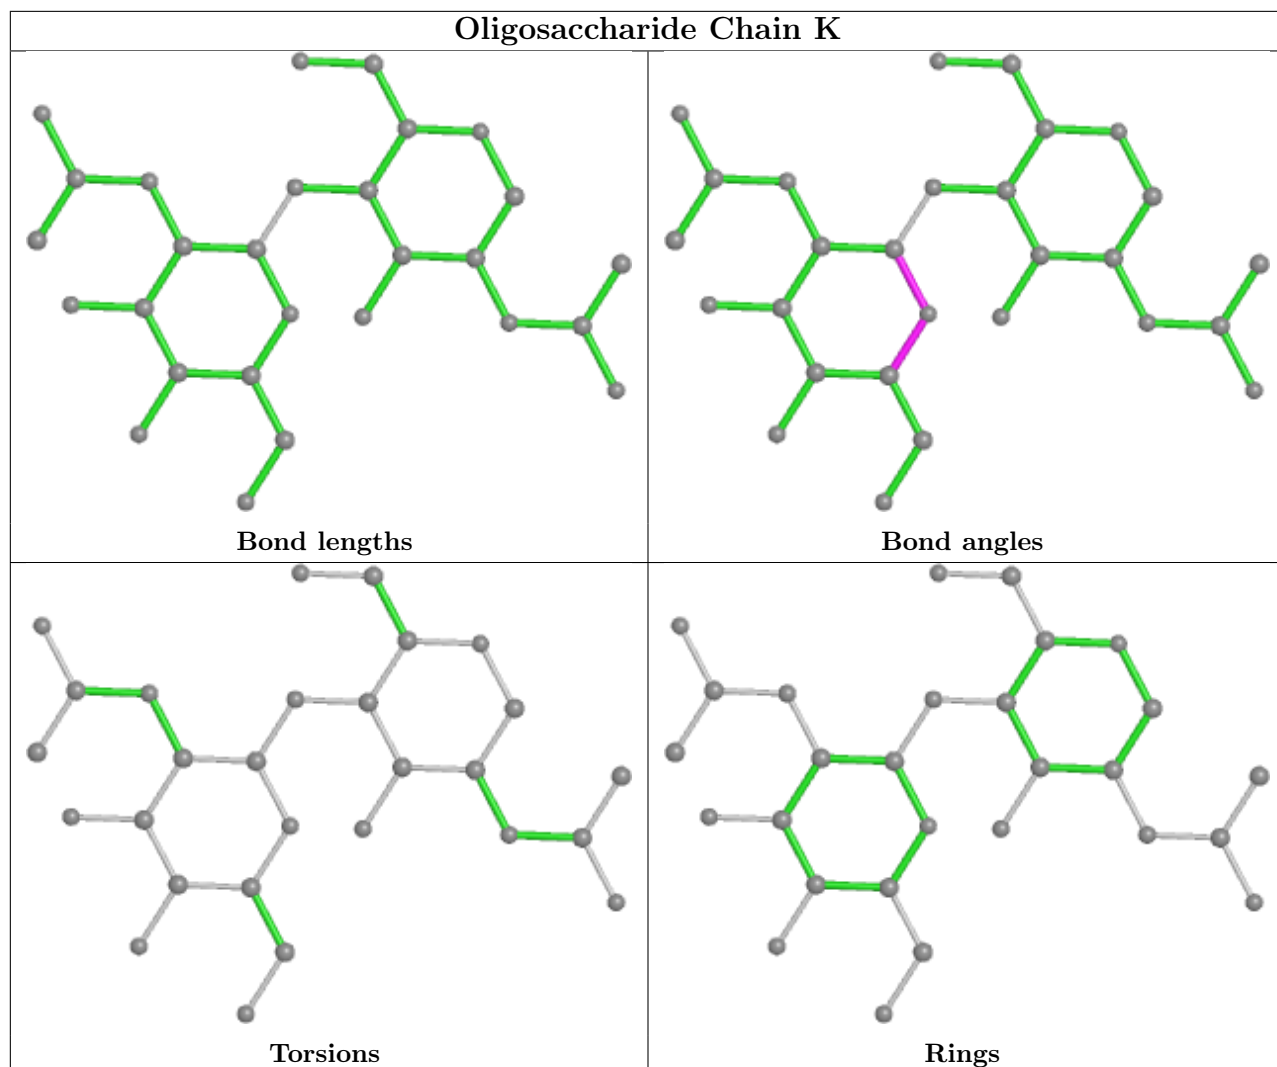 Oligosaccharide Chain K
Bond lengths
Bond angles
Torsions
Rings